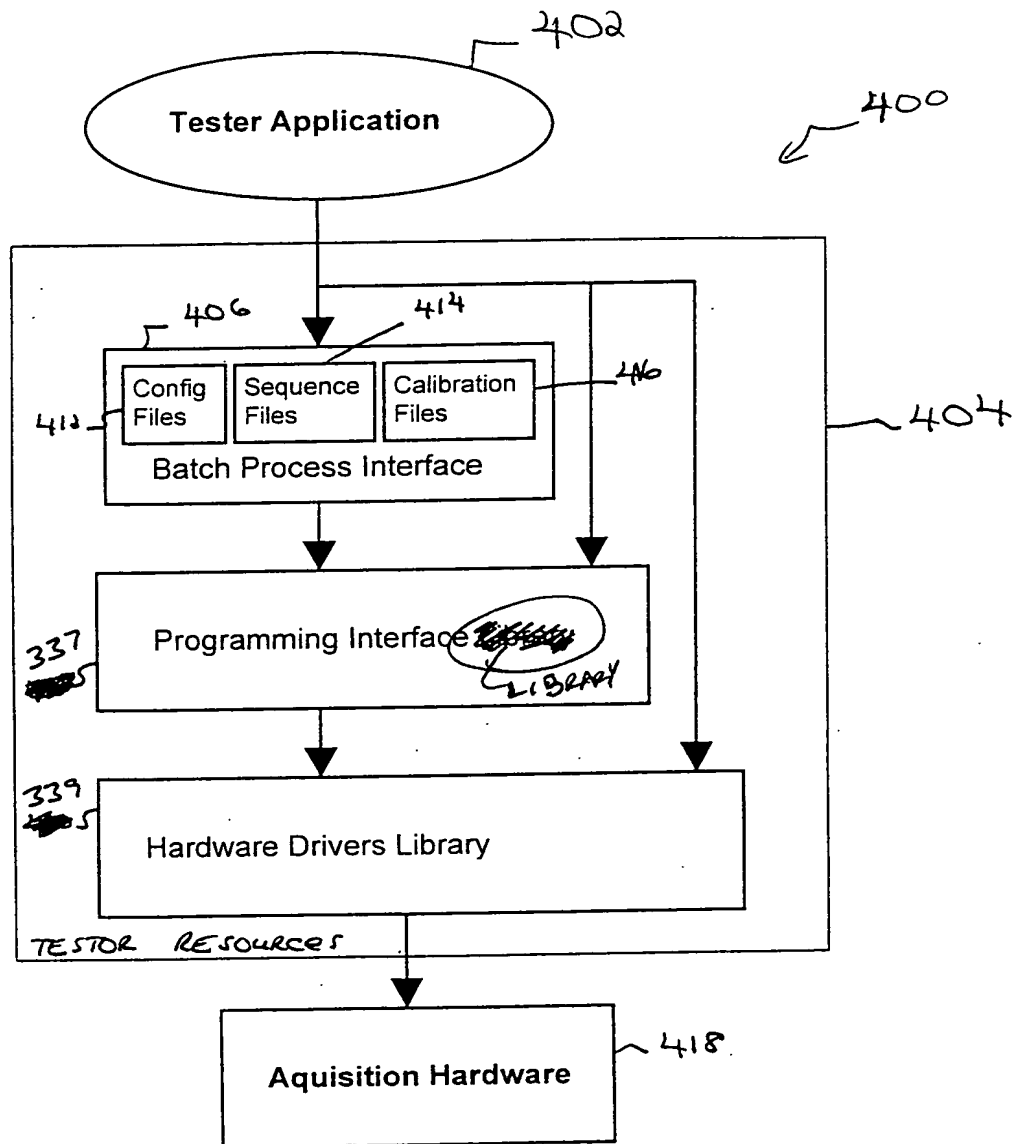 402
400
Tester Application
406
414
416
Config Files
Sequence Files
Calibration Files
412
404
Batch Process Interface
337
Programming Interface
LIBRARY
339
Hardware Drivers Library
TESTOR RESOURCES
418
Aquisition Hardware